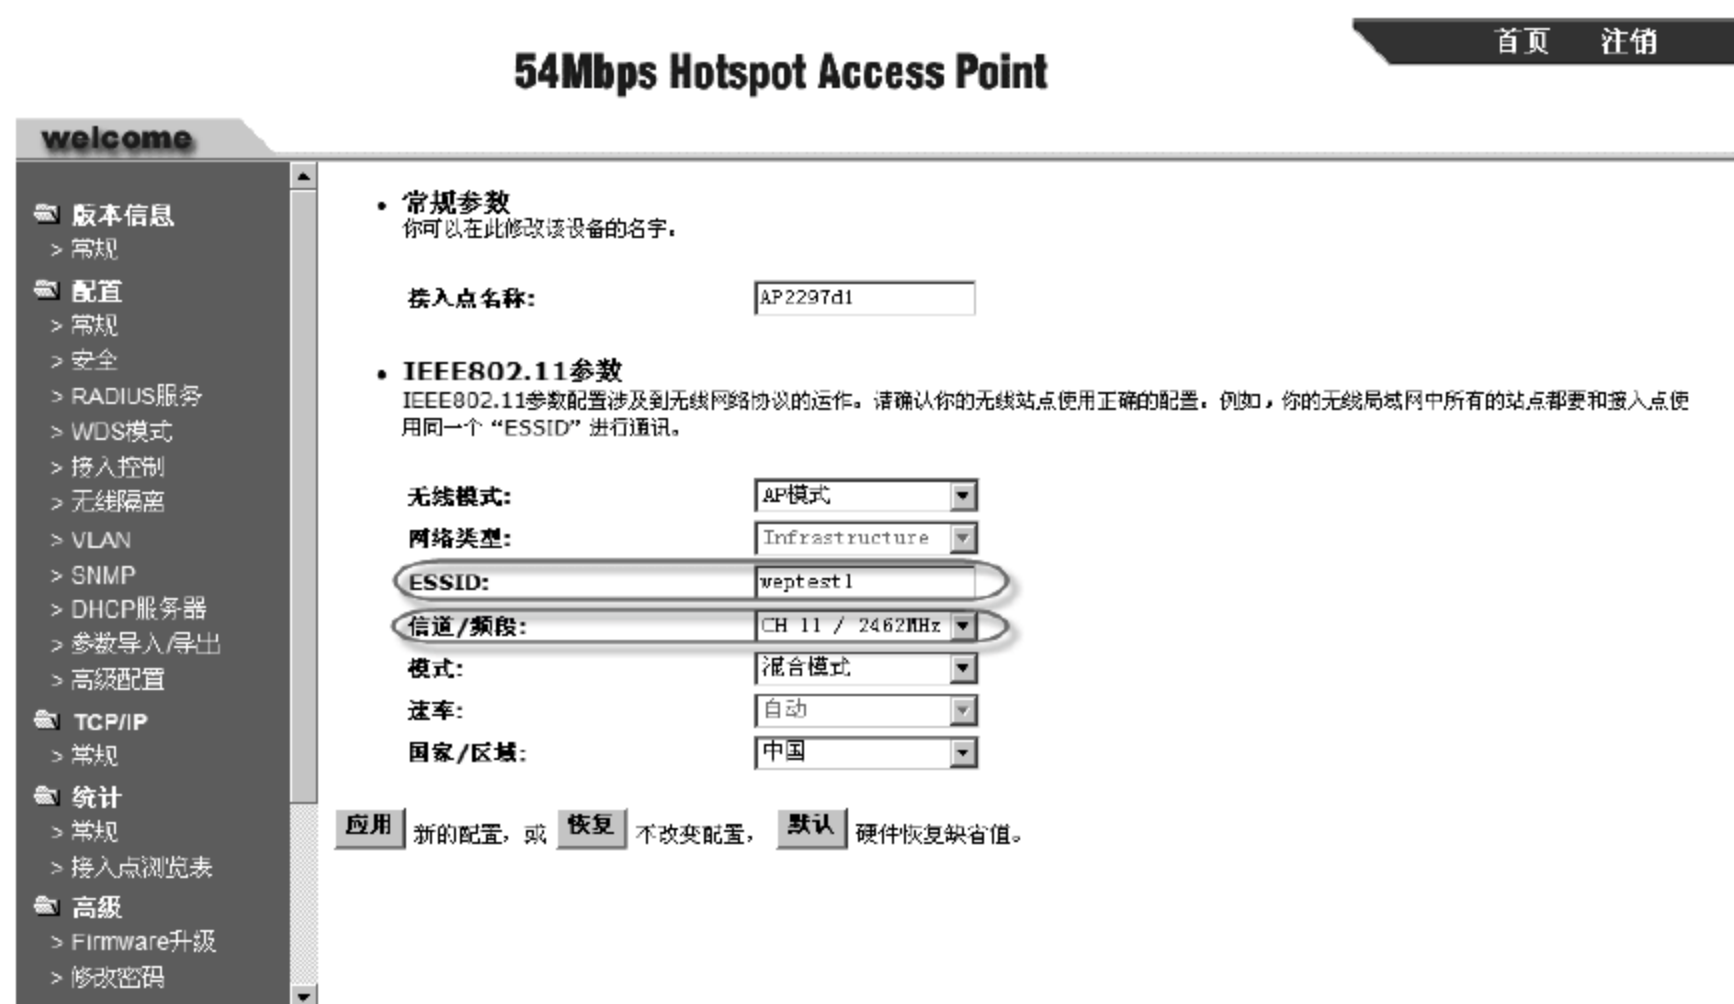 首页 注销
54Mbps Hotspot Access Point
welcome
版本信息
> 常规
配置
> 常规
> 安全
> RADIUS服务
> WDS模式
> 接入控制
> 无线隔离
> VLAN
> SNMP
> DHCP服务器
> 参数导入/导出
> 高级配置
TCP/IP
> 常规
统计
> 常规
> 接入点浏览表
高级
> Firmware升级
> 修改密码
• 常规参数
你可以在此修改该设备的名字。
接入点名称: AP2297d1
• IEEE802.11参数
IEEE802.11参数配置涉及到无线网络协议的运作。请确认你的无线站点使用正确的配置。例如，你的无线局域网中所有的站点都要和接入点使
用同一个 “ESSID” 进行通讯。
无线模式: AP模式
网络类型: Infrastructure
ESSID: weptest1
信道/频段: CH 11 / 2462MHz
模式: 混合模式
速率: 自动
国家/区域: 中国
应用 新的配置，或 恢复 不改变配置， 默认 硬件恢复缺省值。